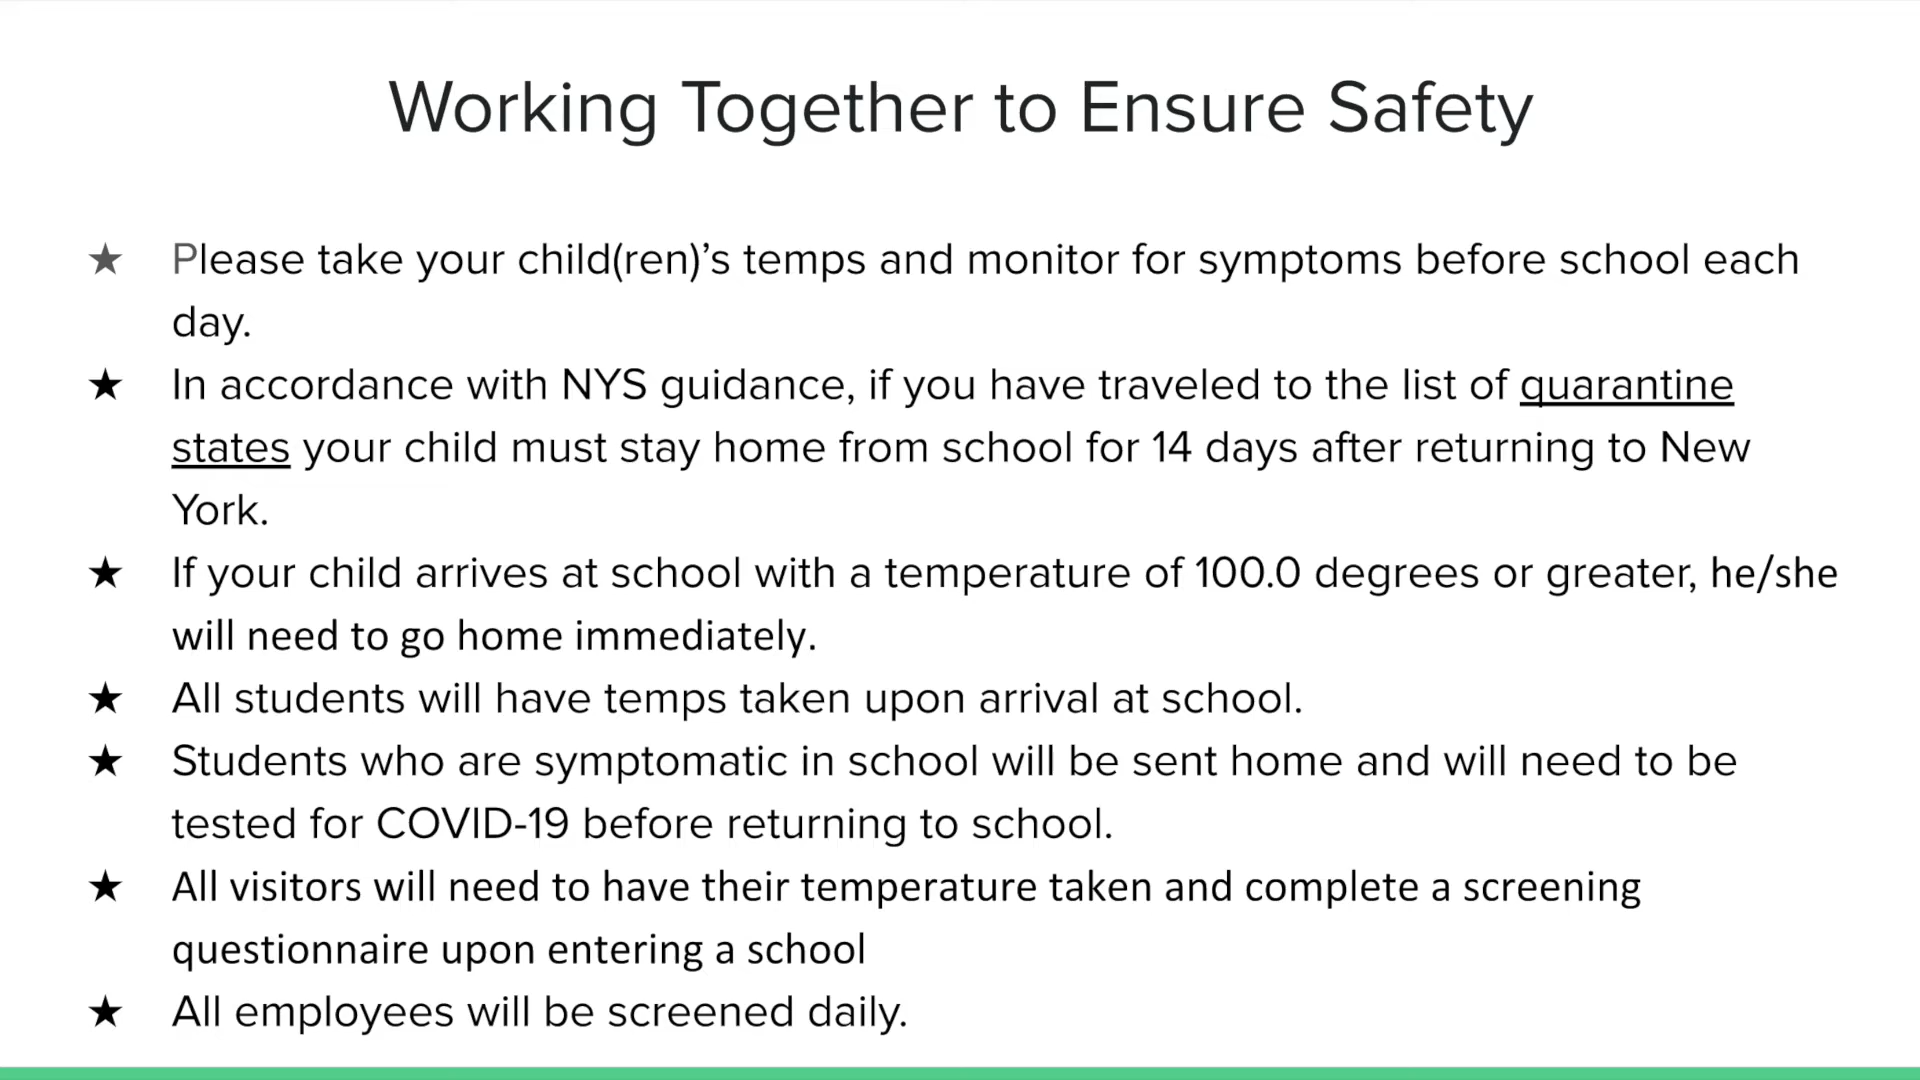 Working Together to Ensure Safety
★ Please take your child(ren)’s temps and monitor for symptoms before school each
day.
★ In accordance with NYS guidance, if you have traveled to the list of quarantine
states your child must stay home from school for 14 days after returning to New
York.
★ If your child arrives at school with a temperature of 100.0 degrees or greater, he/she
will need to go home immediately.
★ All students will have temps taken upon arrival at school.
★ Students who are symptomatic in school will be sent home and will need to be
tested for COVID-19 before returning to school.
★ All visitors will need to have their temperature taken and complete a screening
questionnaire upon entering a school
★ All employees will be screened daily.